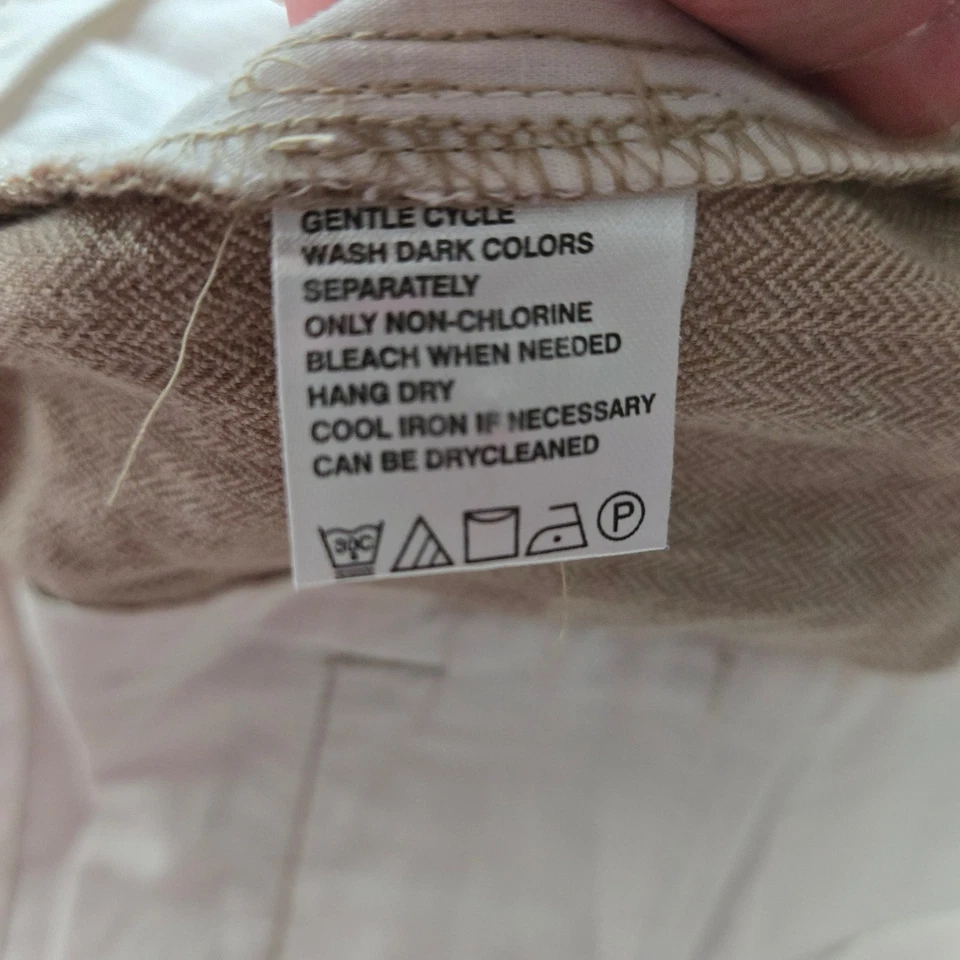 GENTLE CYCLE
WASH DARK COLORS
SEPARATELY
ONLY NON-CHLORINE
BLEACH WHEN NEEDED
HANG DRY
COOL IRON IF NECESSARY
CAN BE DRYCLEANED
30C
P